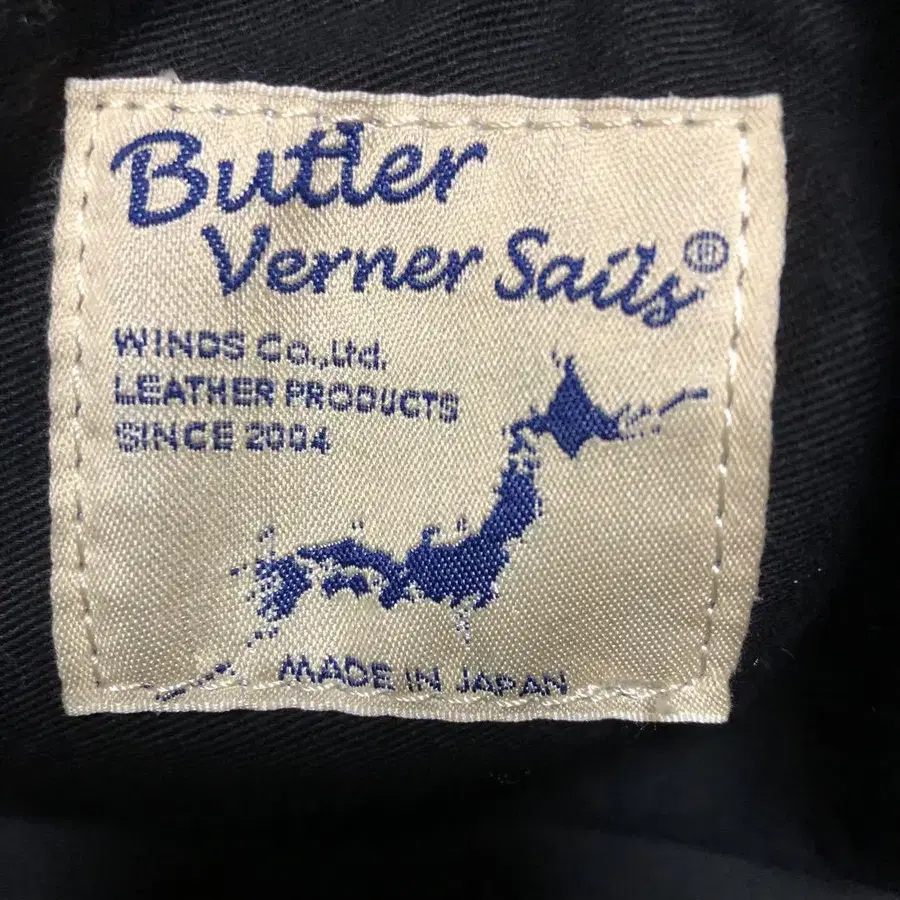 Butler
Verner Sails®
WINDS Co.,Ltd.
LEATHER PRODUCTS
SINCE 2004
MADE IN JAPAN